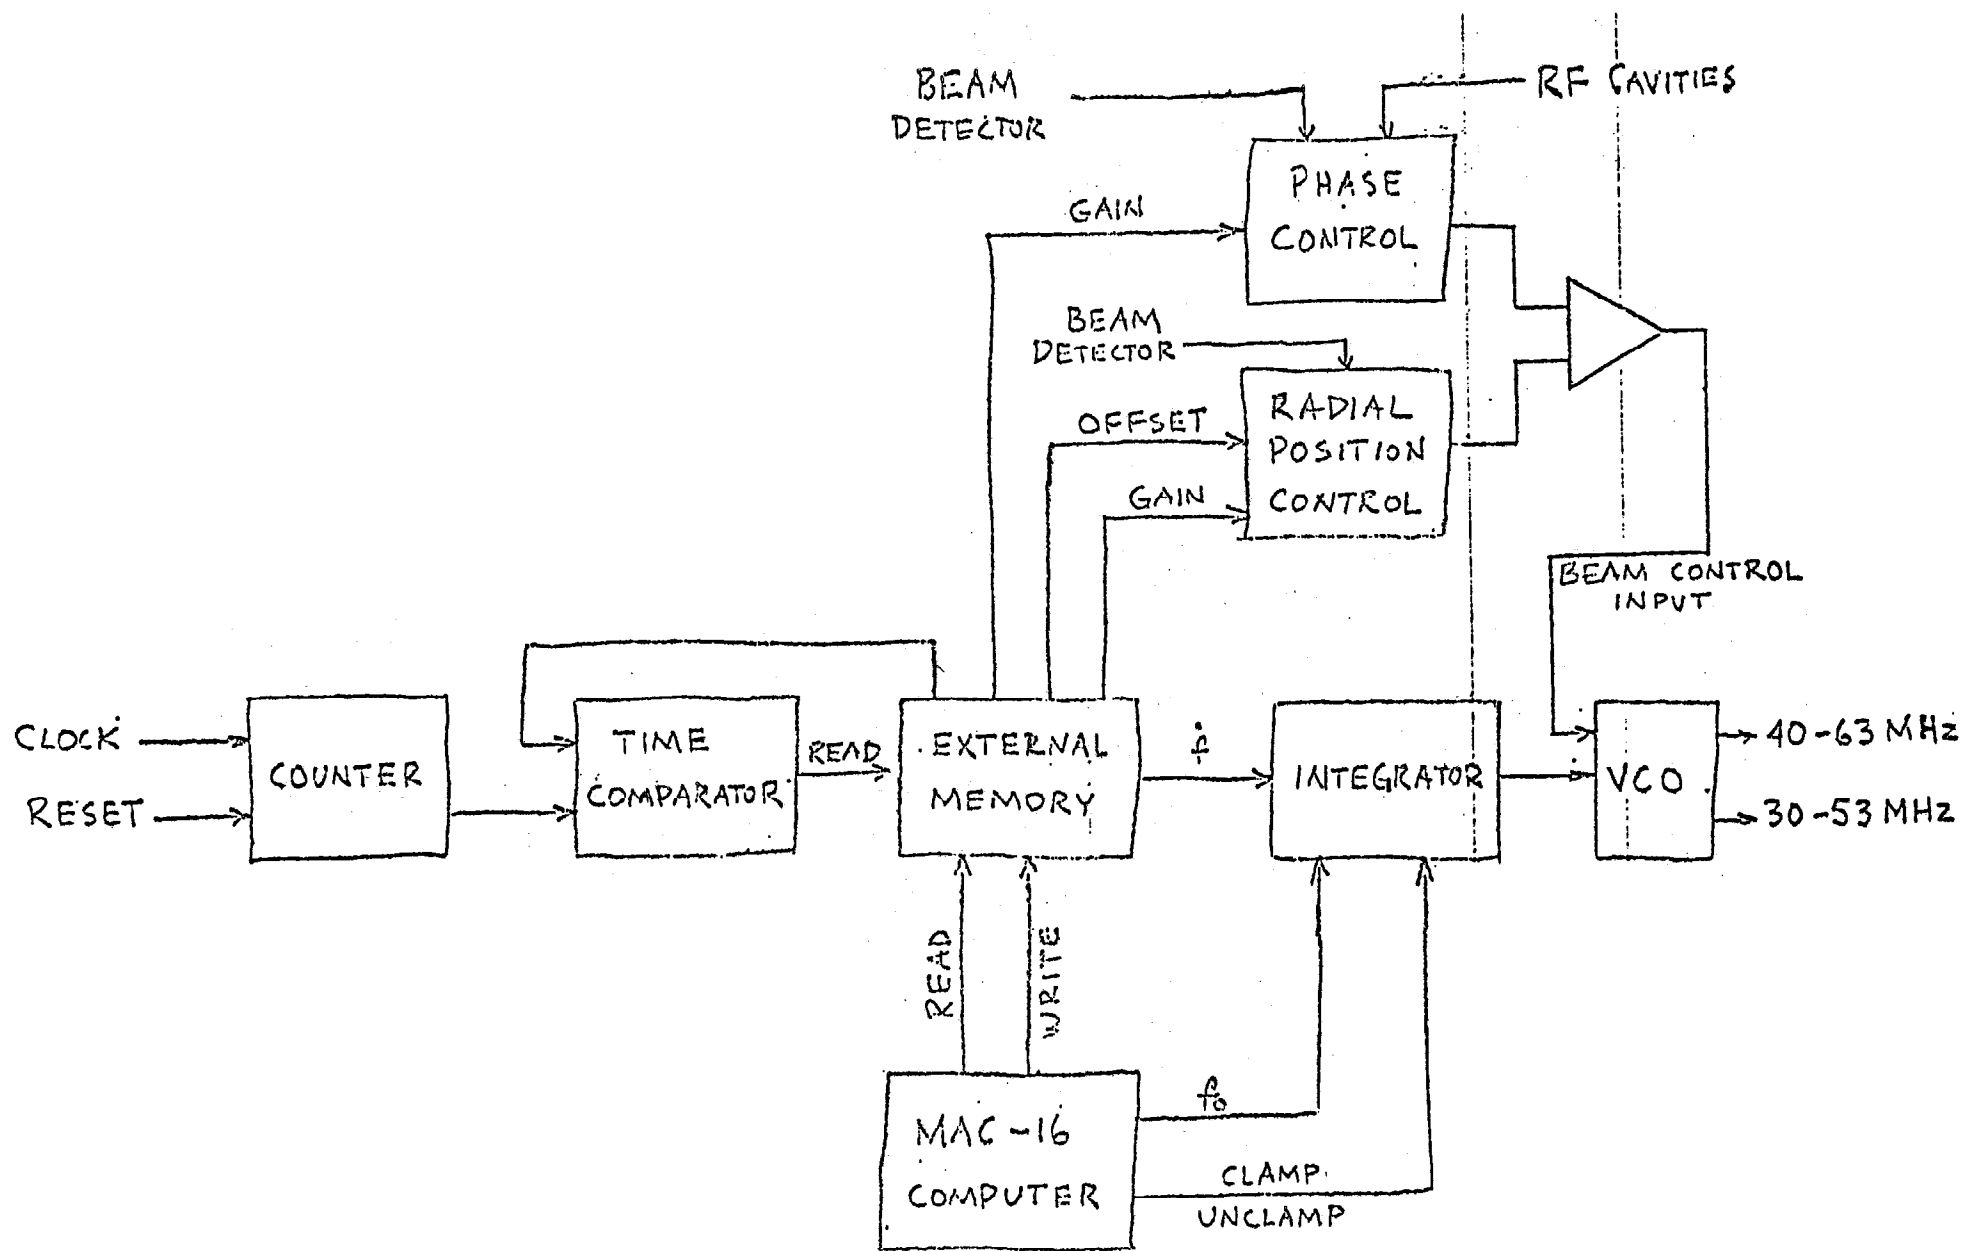 BEAM
DETECTOR
RF CAVITIES
PHASE
CONTROL
GAIN
BEAM
DETECTOR
RADIAL
POSITION
CONTROL
OFFSET
GAIN
BEAM CONTROL
INPUT
CLOCK
RESET
COUNTER
TIME
COMPARATOR
READ
EXTERNAL
MEMORY
ḟ
INTEGRATOR
VCO
40-63 MHz
30-53 MHz
READ
WRITE
MAC-16
COMPUTER
f₀
CLAMP
UNCLAMP